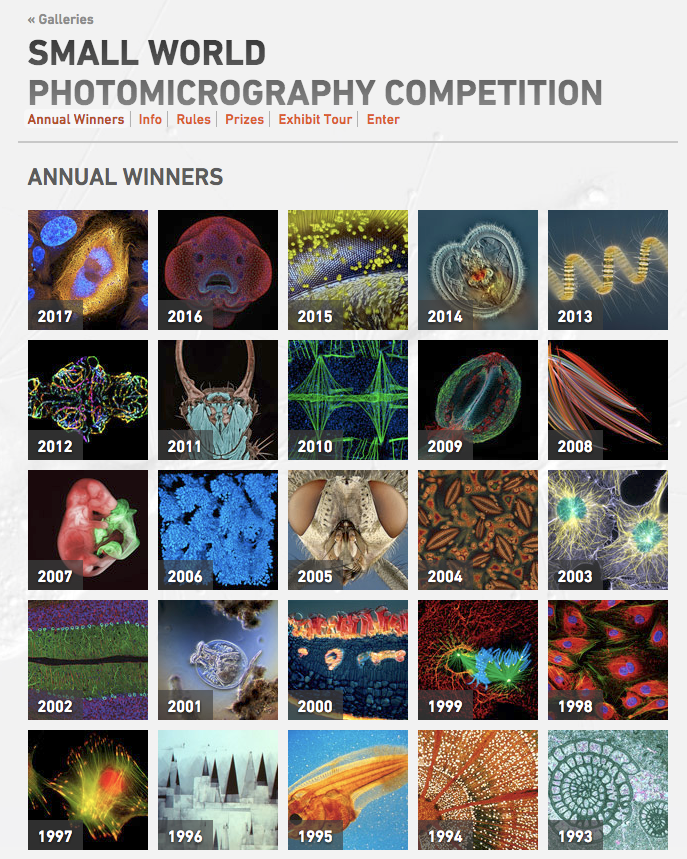 « Galleries
SMALL WORLD
PHOTOMICROGRAPHY COMPETITION
Annual Winners Info Rules Prizes Exhibit Tour Enter
ANNUAL WINNERS
2017 2016 2015 2014 2013
2012 2011 2010 2009 2008
2007 2006 2005 2004 2003
2002 2001 2000 1999 1998
1997 1996 1995 1994 1993